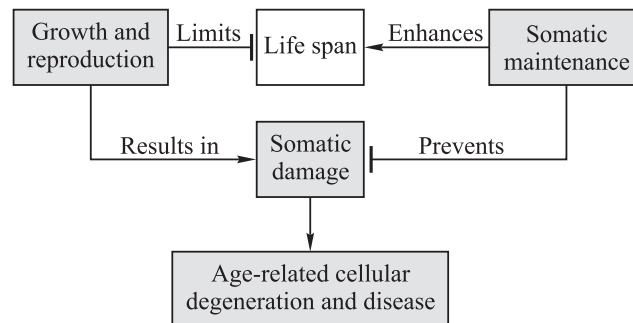 Growth and
reproduction
Limits
Life span
Enhances
Somatic
maintenance
Results in
Somatic
damage
Prevents
Age-related cellular
degeneration and disease